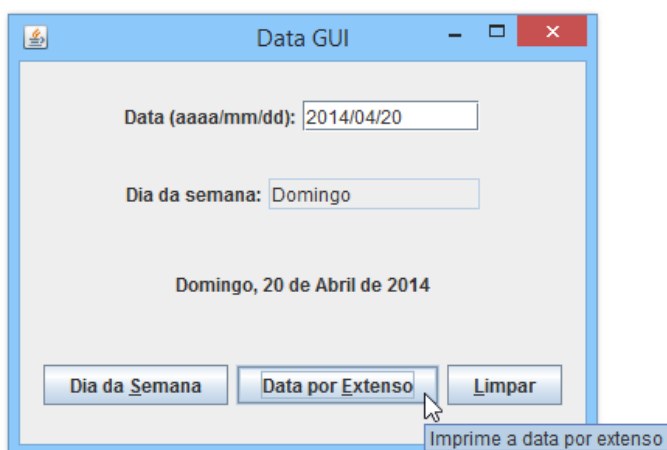 Data GUI
Data (aaaa/mm/dd): 2014/04/20
Dia da semana: Domingo
Domingo, 20 de Abril de 2014
Dia da Semana Data por Extenso Limpar
Imprime a data por extenso